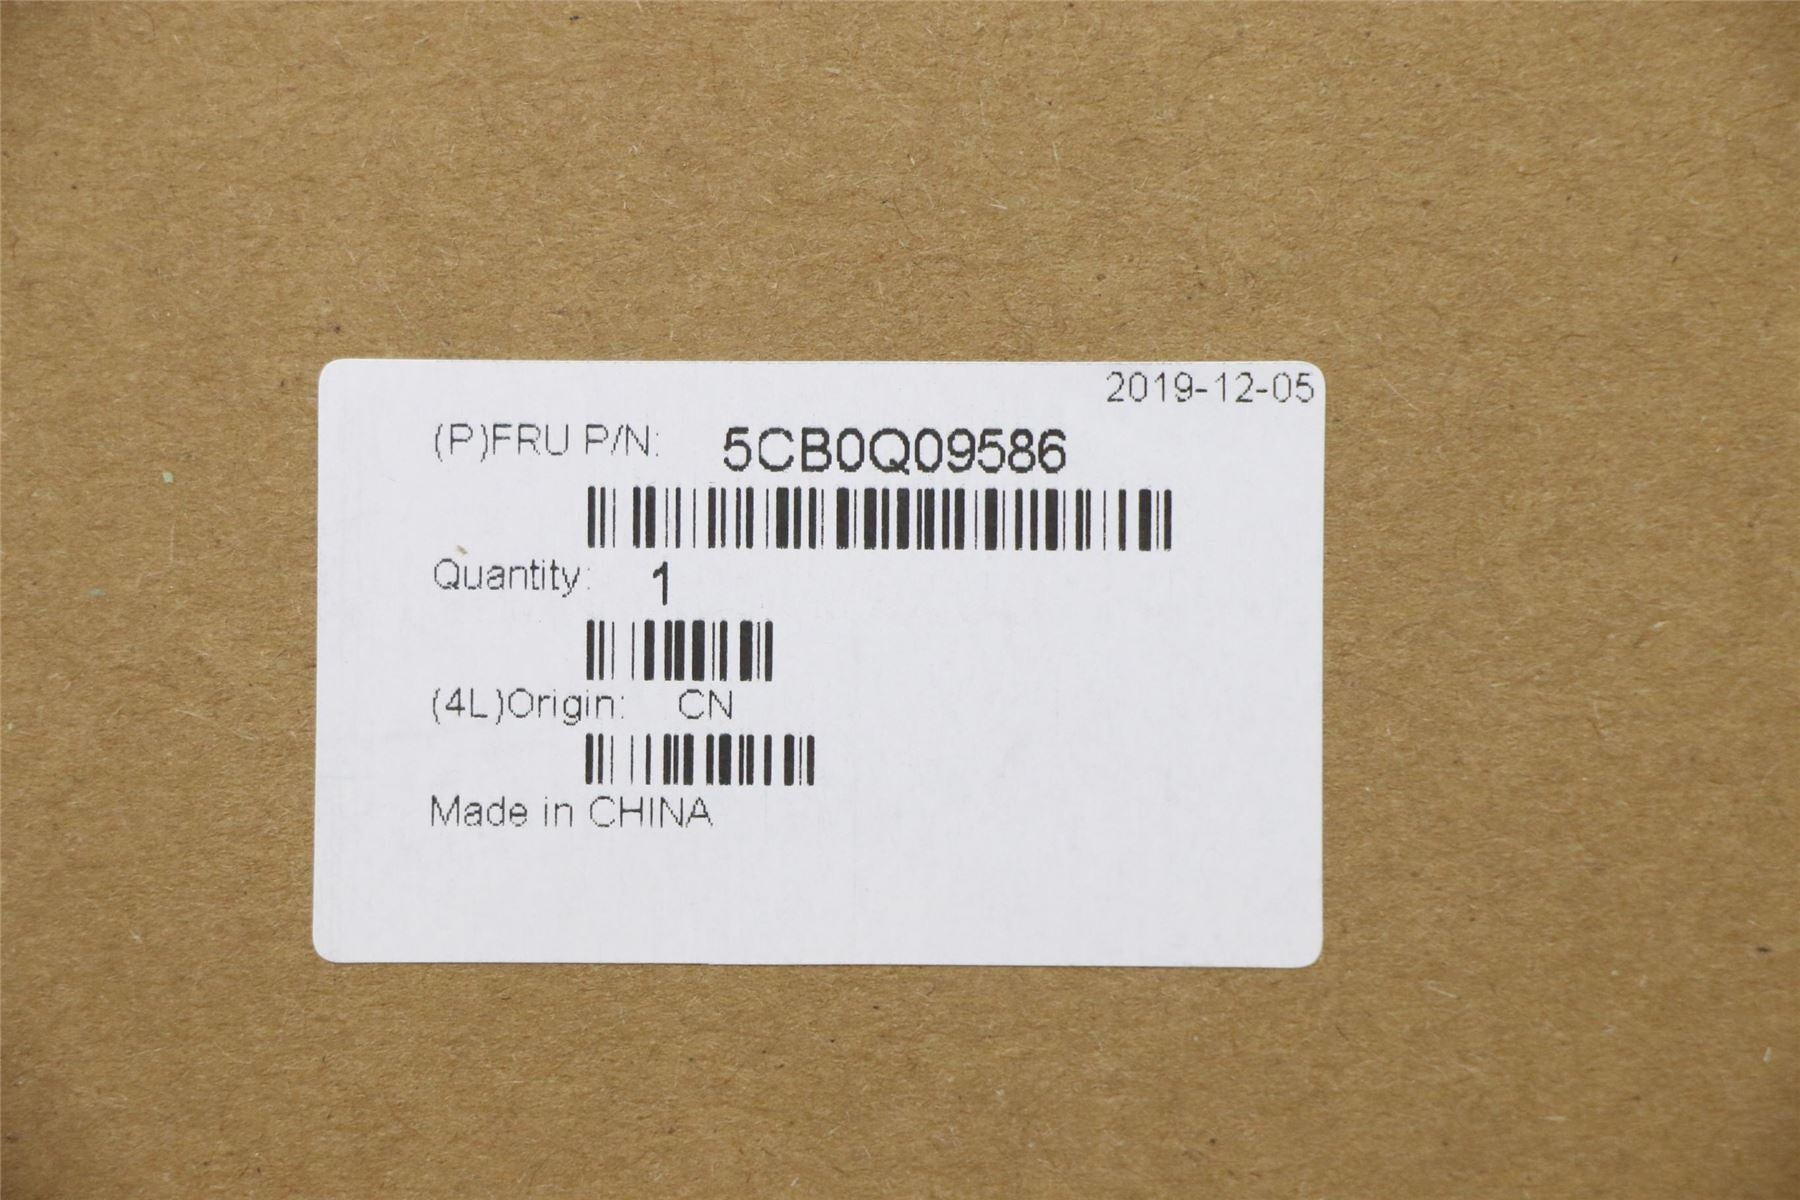 2019-12-05
(P)FRU P/N: 5CB0Q09586
Quantity: 1
(4L)Origin: CN
Made in CHINA